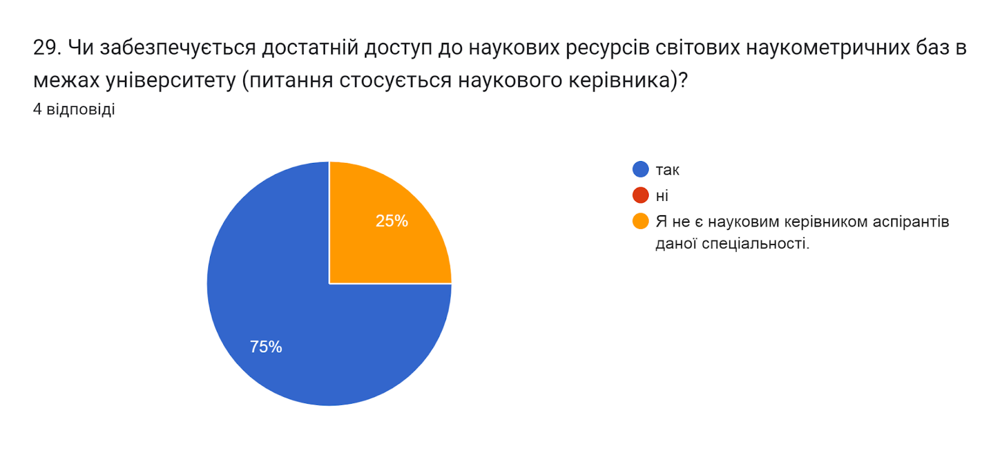 29. Чи забезпечується достатній доступ до наукових ресурсів світових наукометричних баз в
межах університету (питання стосується наукового керівника)?
4 відповіді
так
ні
Я не є науковим керівником аспірантів
даної спеціальності.
25%
75%